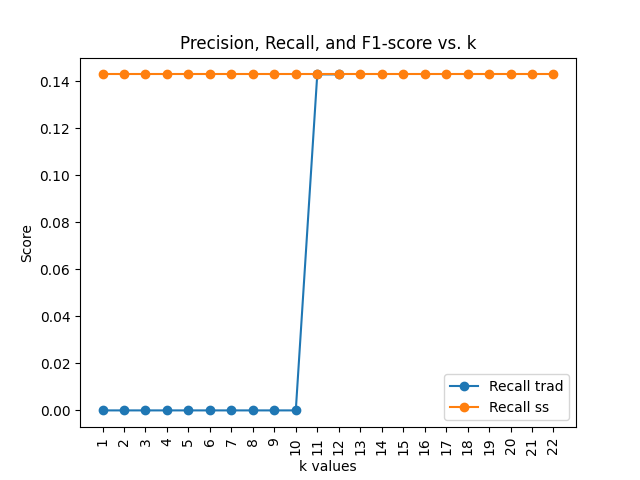 Precision, Recall, and F1-score vs. k
Score
0.14
0.12
0.10
0.08
0.06
0.04
0.02
0.00
Recall trad
Recall ss
1 2 3 4 5 6 7 8 9 10 11 12 13 14 15 16 17 18 19 20 21 22
k values